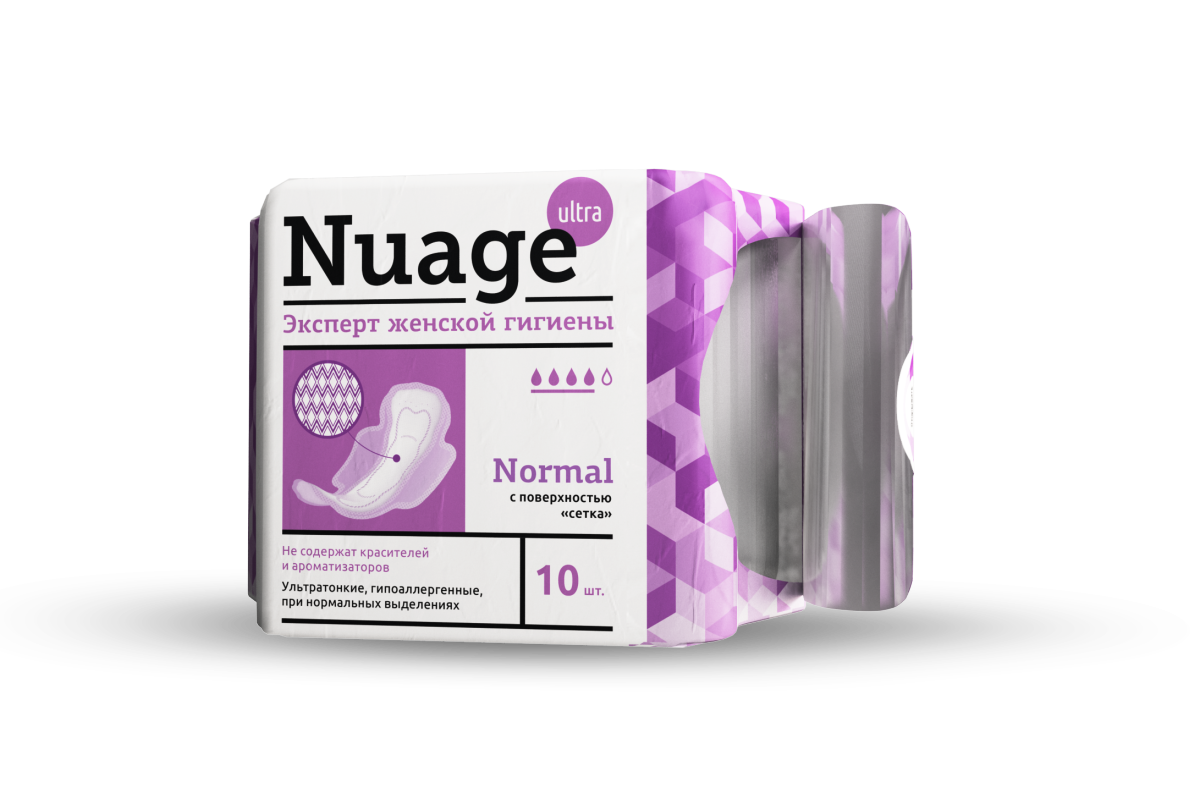 ultra
Nuage
Эксперт женской гигиены
Normal
с поверхностью
«сетка»
Не содержат красителей
и ароматизаторов
Ультратонкие, гипоаллергенные,
при нормальных выделениях
10 шт.